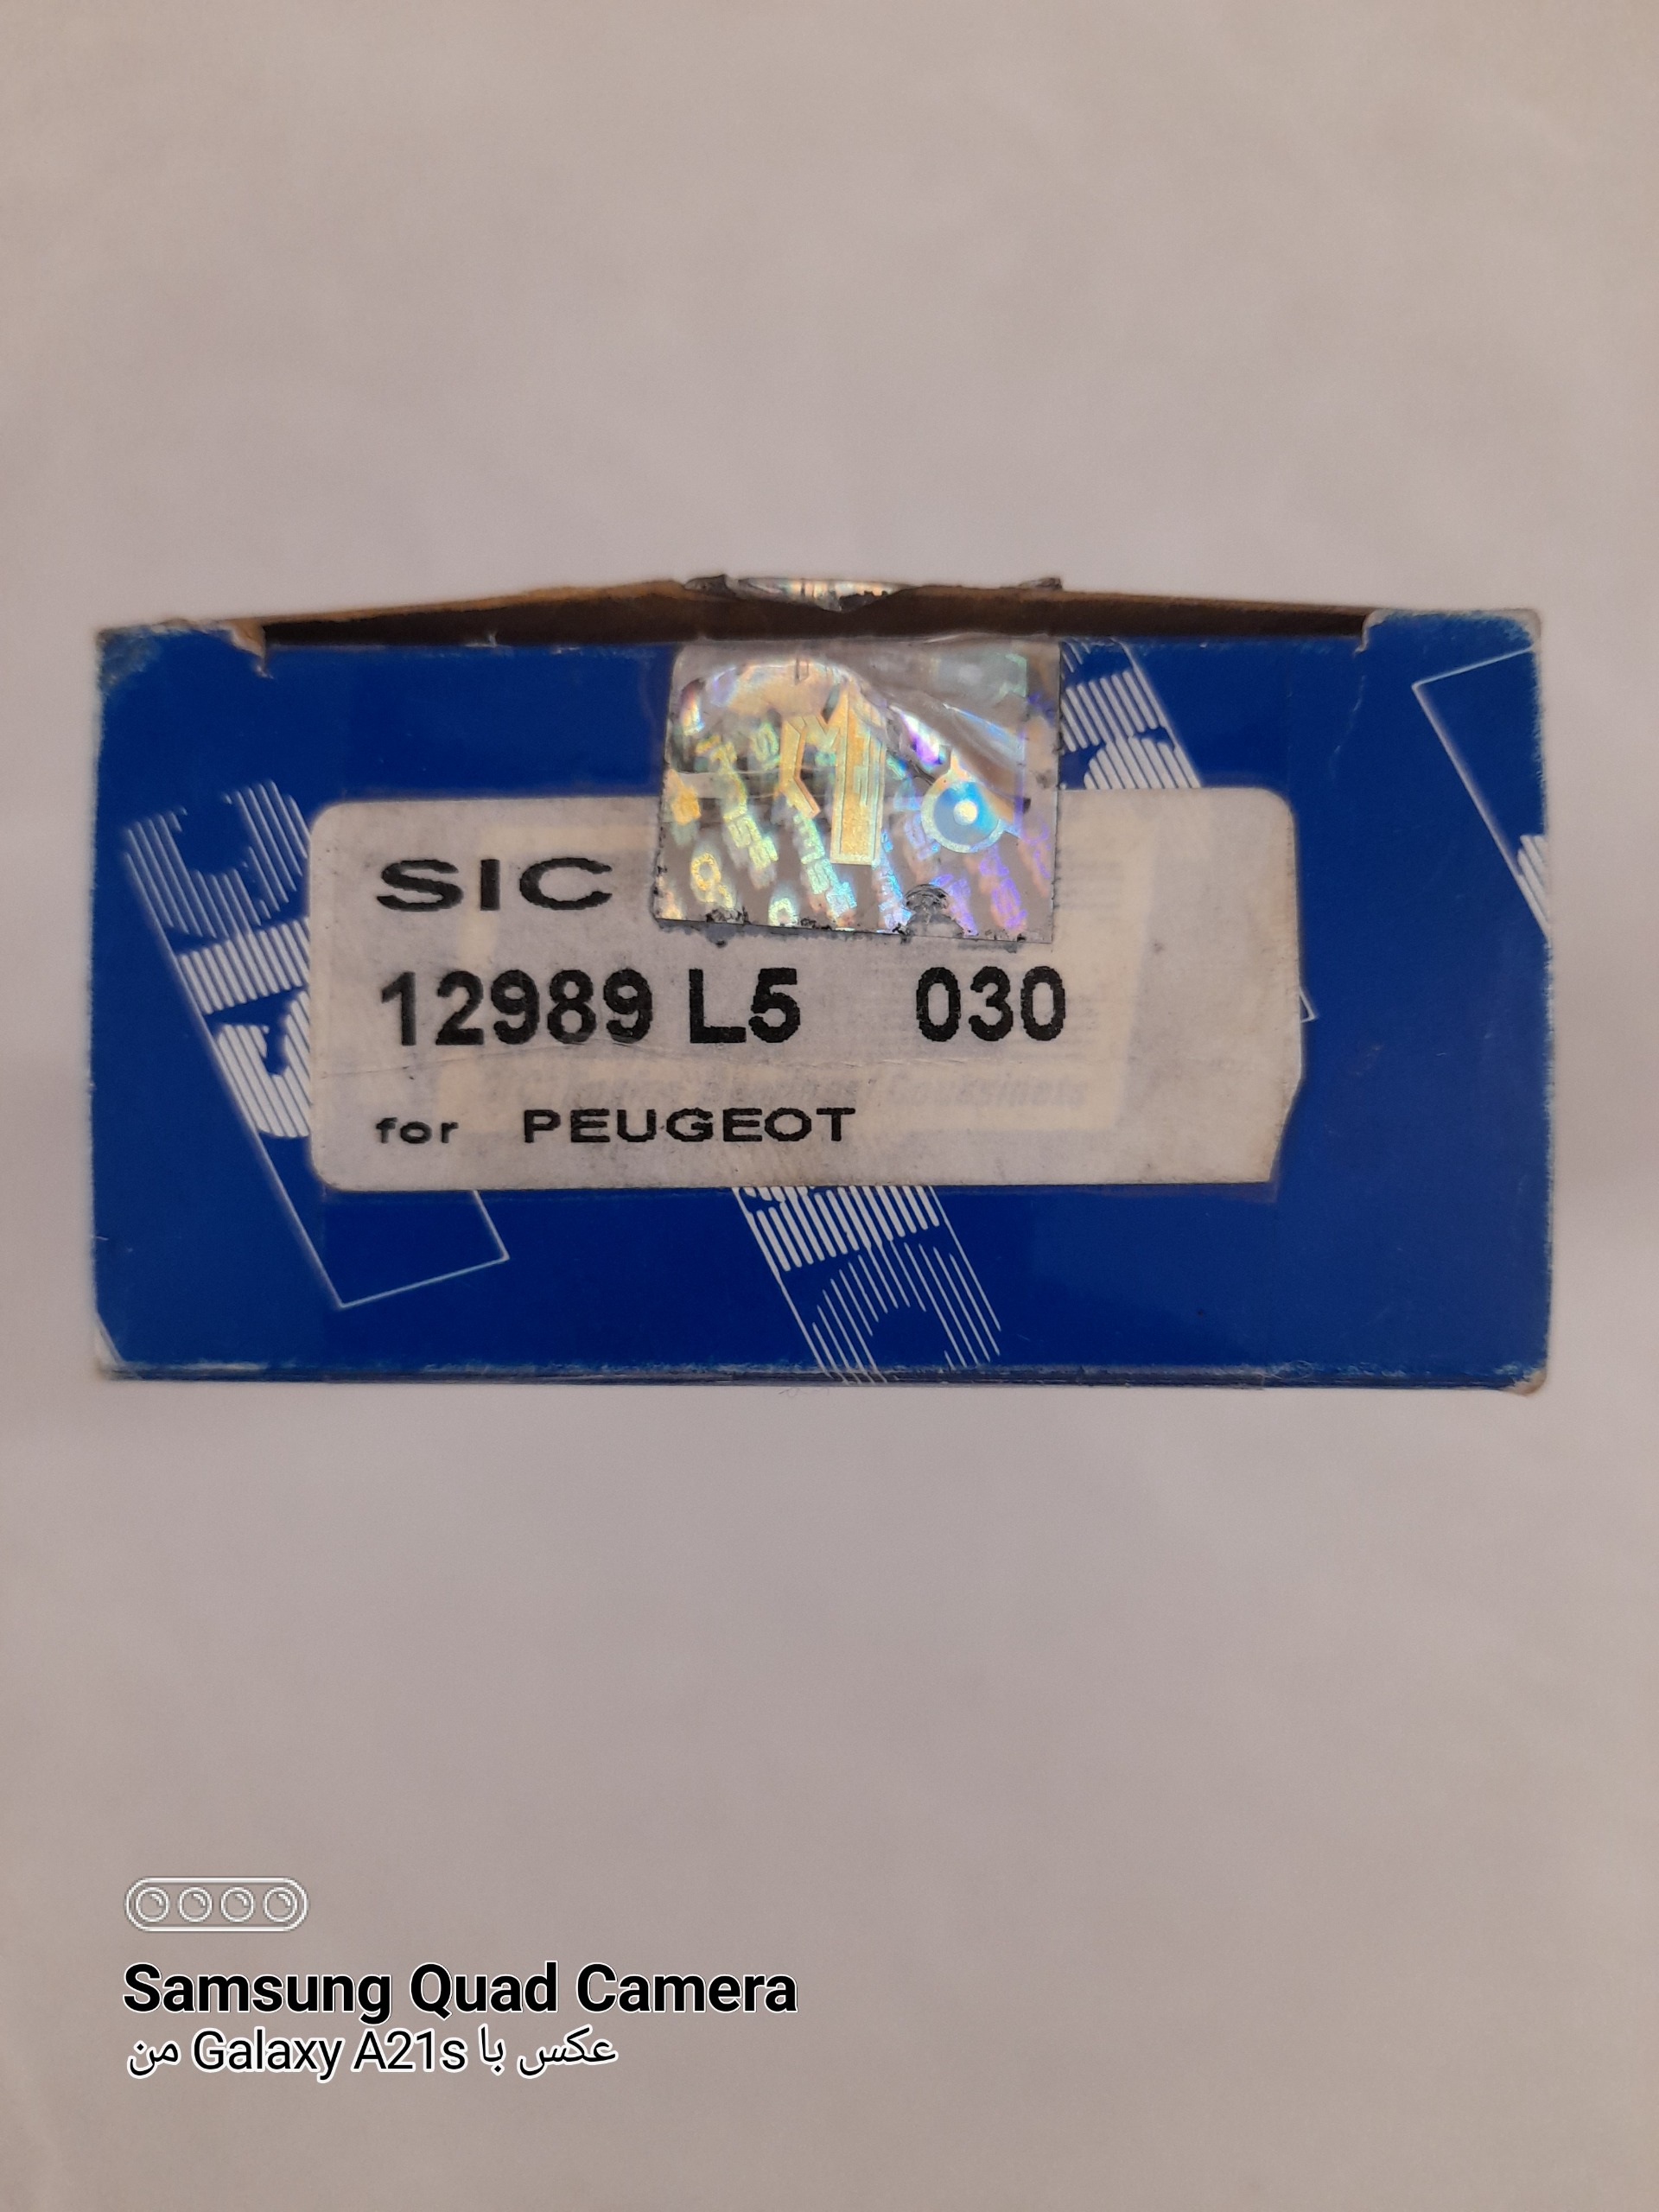 SIC
12989 L5 030
for PEUGEOT
Samsung Quad Camera
عکس با Galaxy A21s من